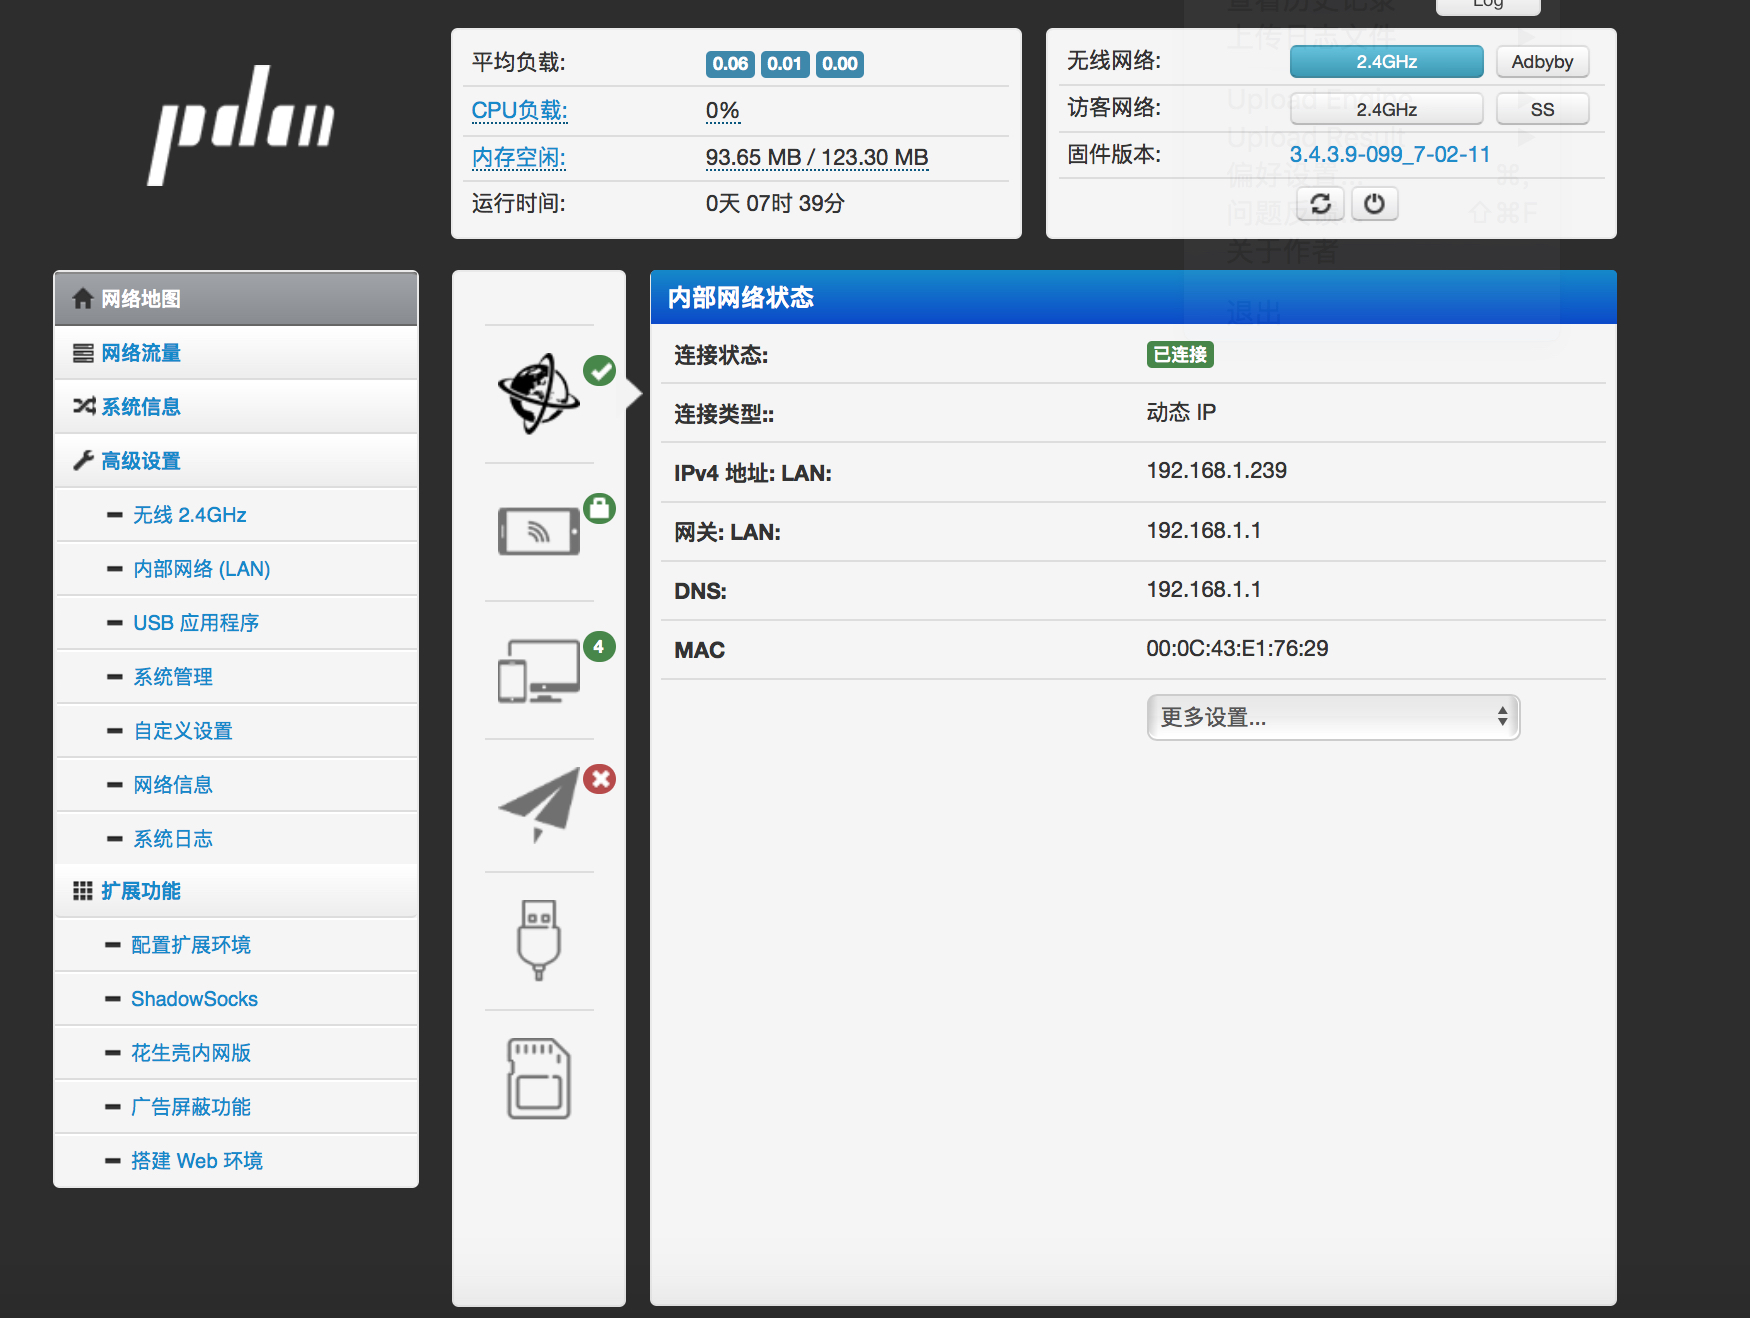 查看历史记录
Log
上传日志文件
pdcn
平均负载: 0.06 0.01 0.00
CPU负载: 0%
内存空闲: 93.65 MB / 123.30 MB
运行时间: 0天 07时 39分
无线网络: 2.4GHz Adbyby
Upload Engine
访客网络: 2.4GHz SS
Upload Result
固件版本: 3.4.3.9-099_7-02-11
偏好设置... ⌘,
问题反馈 ⇧⌘F
关于作者
退出
网络地图
网络流量
系统信息
高级设置
无线 2.4GHz
内部网络 (LAN)
USB 应用程序
系统管理
自定义设置
网络信息
系统日志
扩展功能
配置扩展环境
ShadowSocks
花生壳内网版
广告屏蔽功能
搭建 Web 环境
4
内部网络状态
连接状态: 已连接
连接类型:: 动态 IP
IPv4 地址: LAN: 192.168.1.239
网关: LAN: 192.168.1.1
DNS: 192.168.1.1
MAC 00:0C:43:E1:76:29
更多设置...